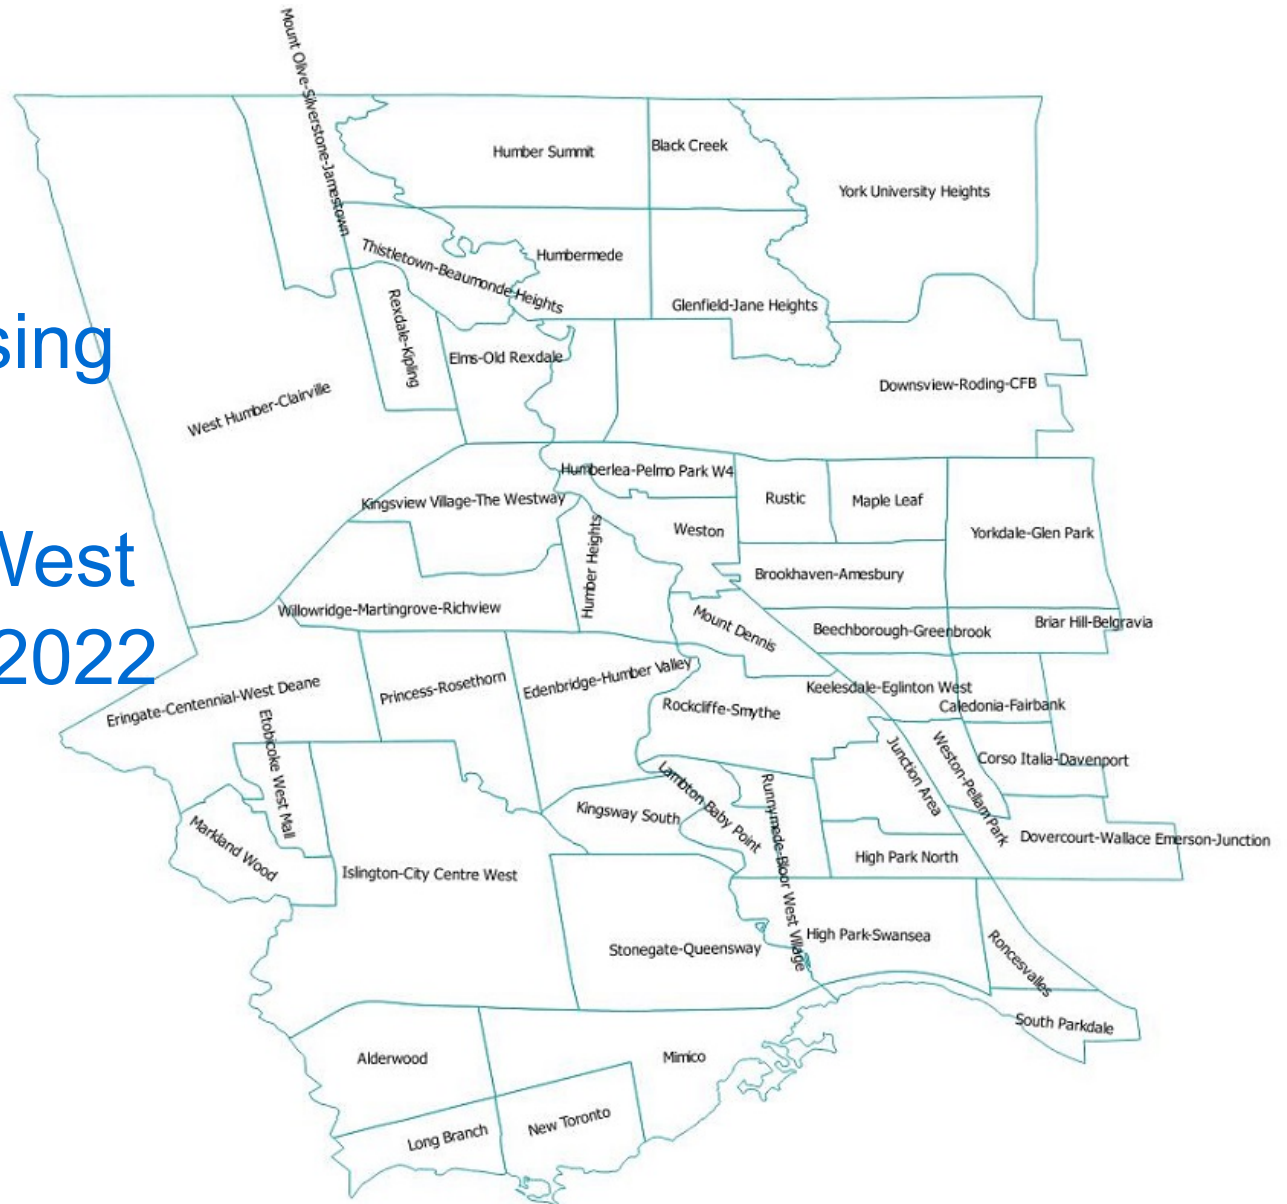 Mount Olive-Silverstone-Jamestown
Humber Summit
Black Creek
York University Heights
Thistletown-Beaumonde Heights
Humbermede
Glenfield-Jane Heights
sing
Rexdale-Kipling
Elms-Old Rexdale
Downsview-Roding-CFB
West Humber-Clairville
Humberlea-Pelmo Park W4
Kingsview Village-The Westway
Rustic
Maple Leaf
Weston
Yorkdale-Glen Park
West
Humber Heights
Brookhaven-Amesbury
Willowridge-Martingrove-Richview
Mount Dennis
Beechborough-Greenbrook
Briar Hill-Belgravia
2022
Eringate-Centennial-West Deane
Princess-Rosethorn
Edenbridge-Humber Valley
Keelesdale-Eglinton West
Rockcliffe-Smythe
Caledonia-Fairbank
Etobicoke West Mall
Junction Area
Weston-Pellam Park
Corso Italia-Davenport
Lambton Baby Point
Runnymede-Bloor West Village
Kingsway South
Markland Wood
Dovercourt-Wallace Emerson-Junction
High Park North
Islington-City Centre West
Stonegate-Queensway
High Park-Swansea
Roncesvalles
South Parkdale
Alderwood
Mimico
Long Branch
New Toronto